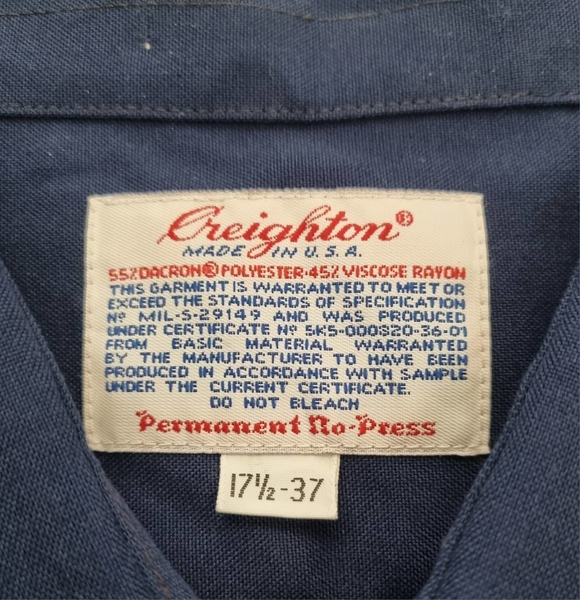 Creighton®
MADE IN U.S.A.
55% DACRON® POLYESTER·45% VISCOSE RAYON
THIS GARMENT IS WARRANTED TO MEET OR
EXCEED THE STANDARDS OF SPECIFICATION
Nº MIL-S-29149 AND WAS PRODUCED
UNDER CERTIFICATE Nº 5K5-000820-36-01
FROM BASIC MATERIAL WARRANTED
BY THE MANUFACTURER TO HAVE BEEN
PRODUCED IN ACCORDANCE WITH SAMPLE
UNDER THE CURRENT CERTIFICATE.
DO NOT BLEACH
Permanent No-Press
17½-37